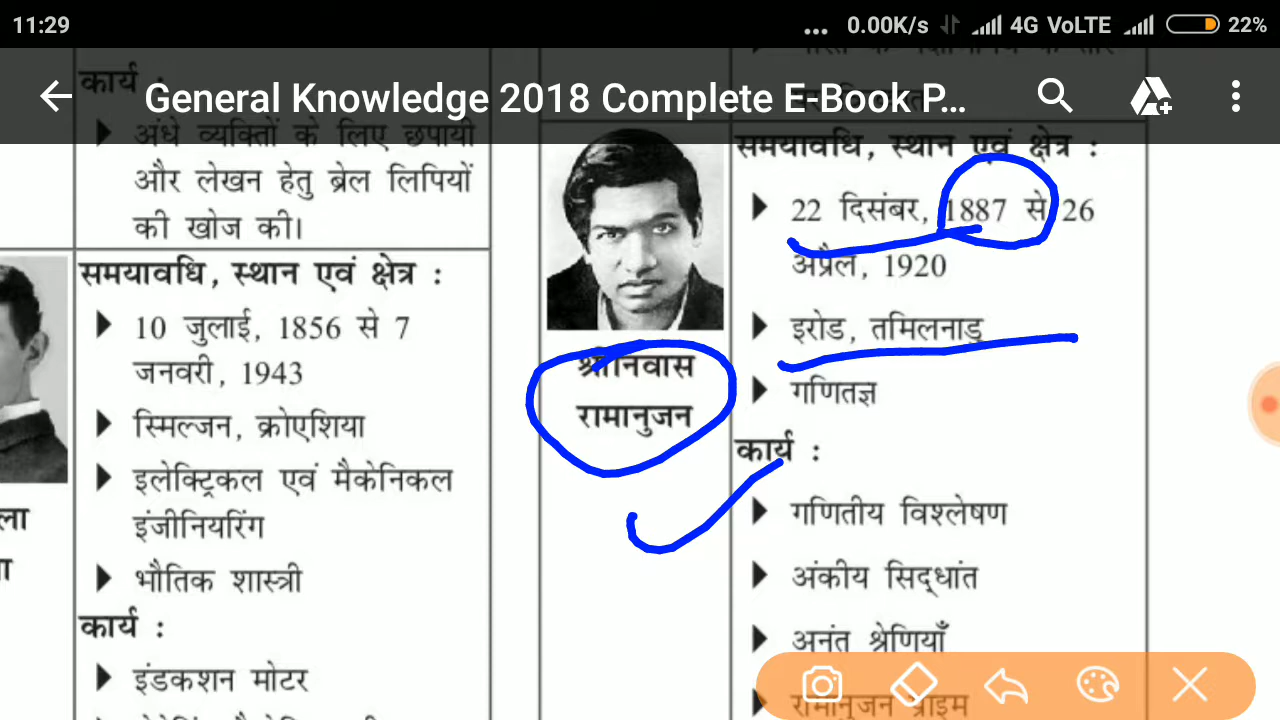 11:29
... 0.00K/s 4G VoLTE 22%
General Knowledge 2018 Complete E-Book P...
कार्य :
अंधे व्यक्तिों के लिए छपायी
और लेखन हेतु ब्रेल लिपियों
की खोज की।
समयावधि, स्थान एवं क्षेत्र :
10 जुलाई, 1856 से 7
जनवरी, 1943
स्मिल्जन, क्रोएशिया
इलेक्ट्रिकल एवं मैकेनिकल
इंजीनियरिंग
भौतिक शास्त्री
कार्य :
इंडकशन मोटर
ला
श्रीनिवास
रामानुजन
समयावधि, स्थान एवं क्षेत्र :
22 दिसंबर, 1887 से 26
अप्रैल, 1920
इरोड, तमिलनाडु
गणितज्ञ
कार्य :
गणितीय विश्लेषण
अंकीय सिद्धांत
अनंत श्रेणियाँ
रामानुजन प्राइम